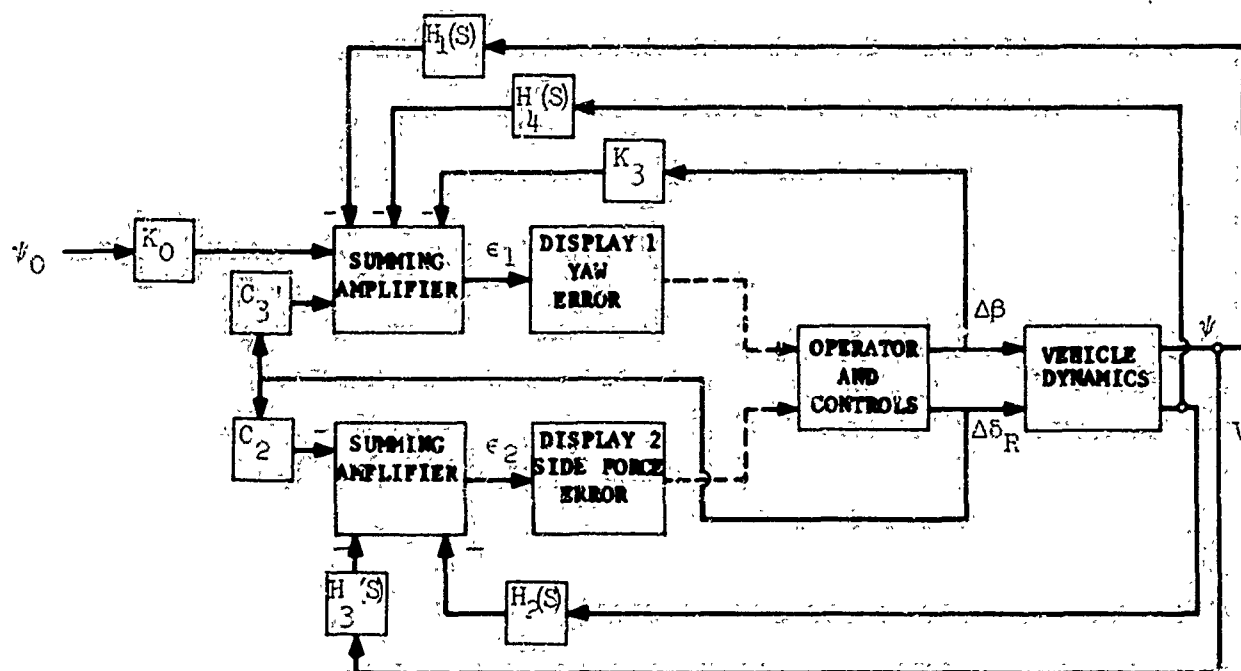 H1(S)
H4(S)
K3
- - -
ψ0
K0
SUMMING
AMPLIFIER
ϵ1
DISPLAY 1
YAW
ERROR
C3
Δβ
ψ
OPERATOR
AND
CONTROLS
VEHICLE
DYNAMICS
C2
-
SUMMING
AMPLIFIER
ϵ2
DISPLAY 2
SIDE FORCE
ERROR
ΔδR
- -
H3(S)
H2(S)